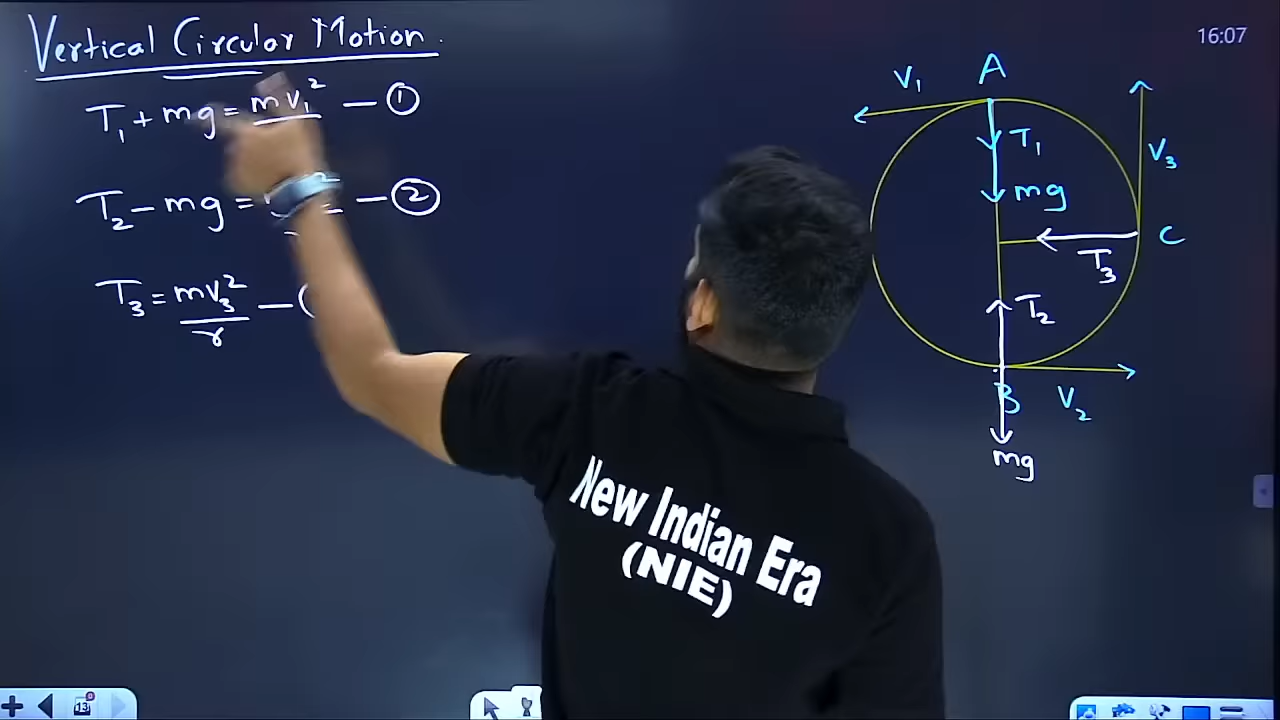 Vertical Circular Motion.
16:07
T₁ + mg = mv₁² — ①
T₂ – mg = — ②
T₃ = mv₃²/r —
A
V₁
T₁
mg
V₃
C
T₃
T₂
B
V₂
mg
New Indian Era
(NIE)
13